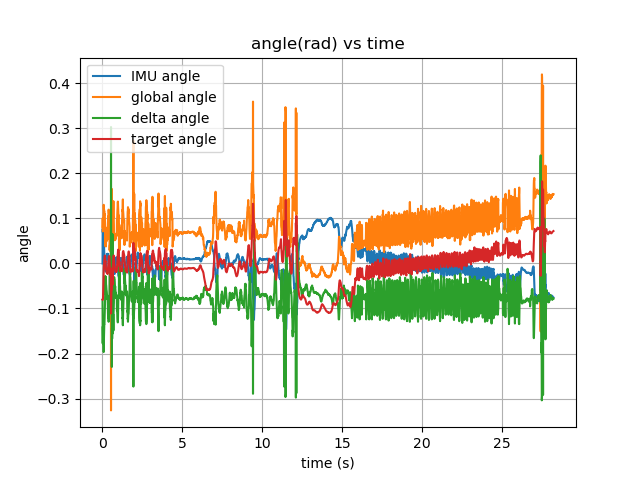 angle(rad) vs time
IMU angle
global angle
delta angle
target angle
0.4
0.3
0.2
0.1
0.0
−0.1
−0.2
−0.3
angle
0
5
10
15
20
25
time (s)